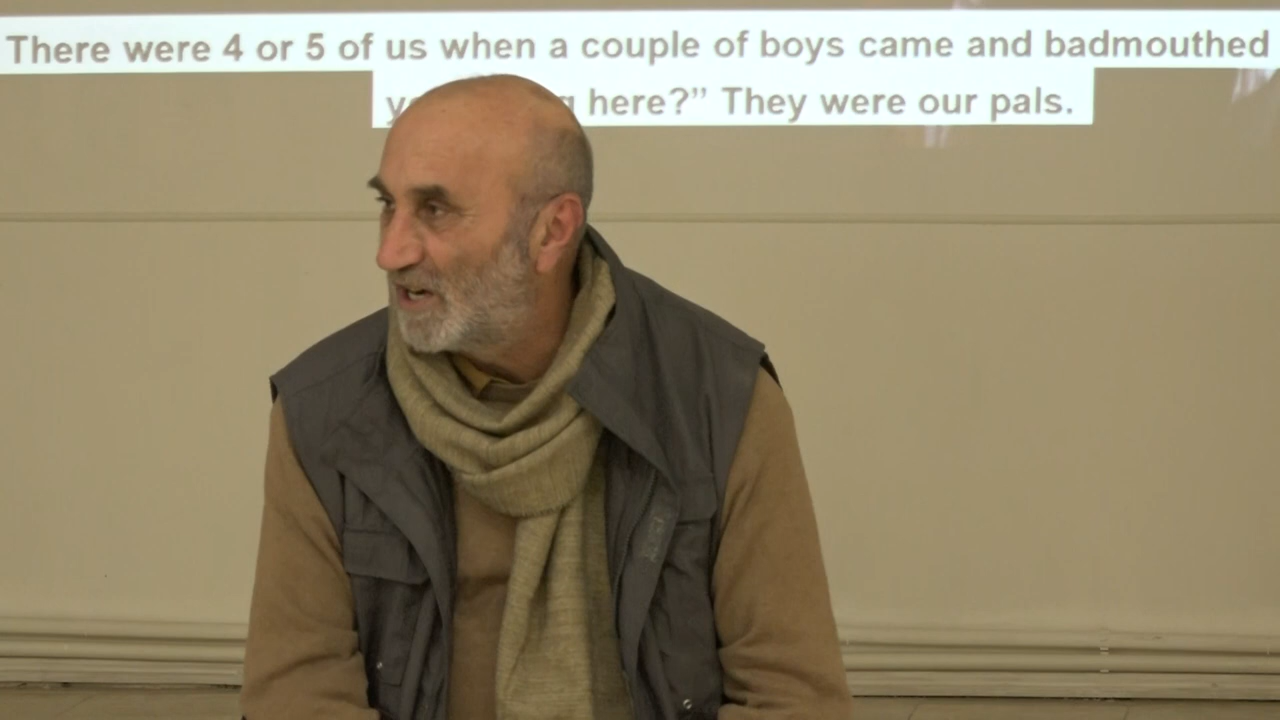 There were 4 or 5 of us when a couple of boys came and badmouthed
here?” They were our pals.